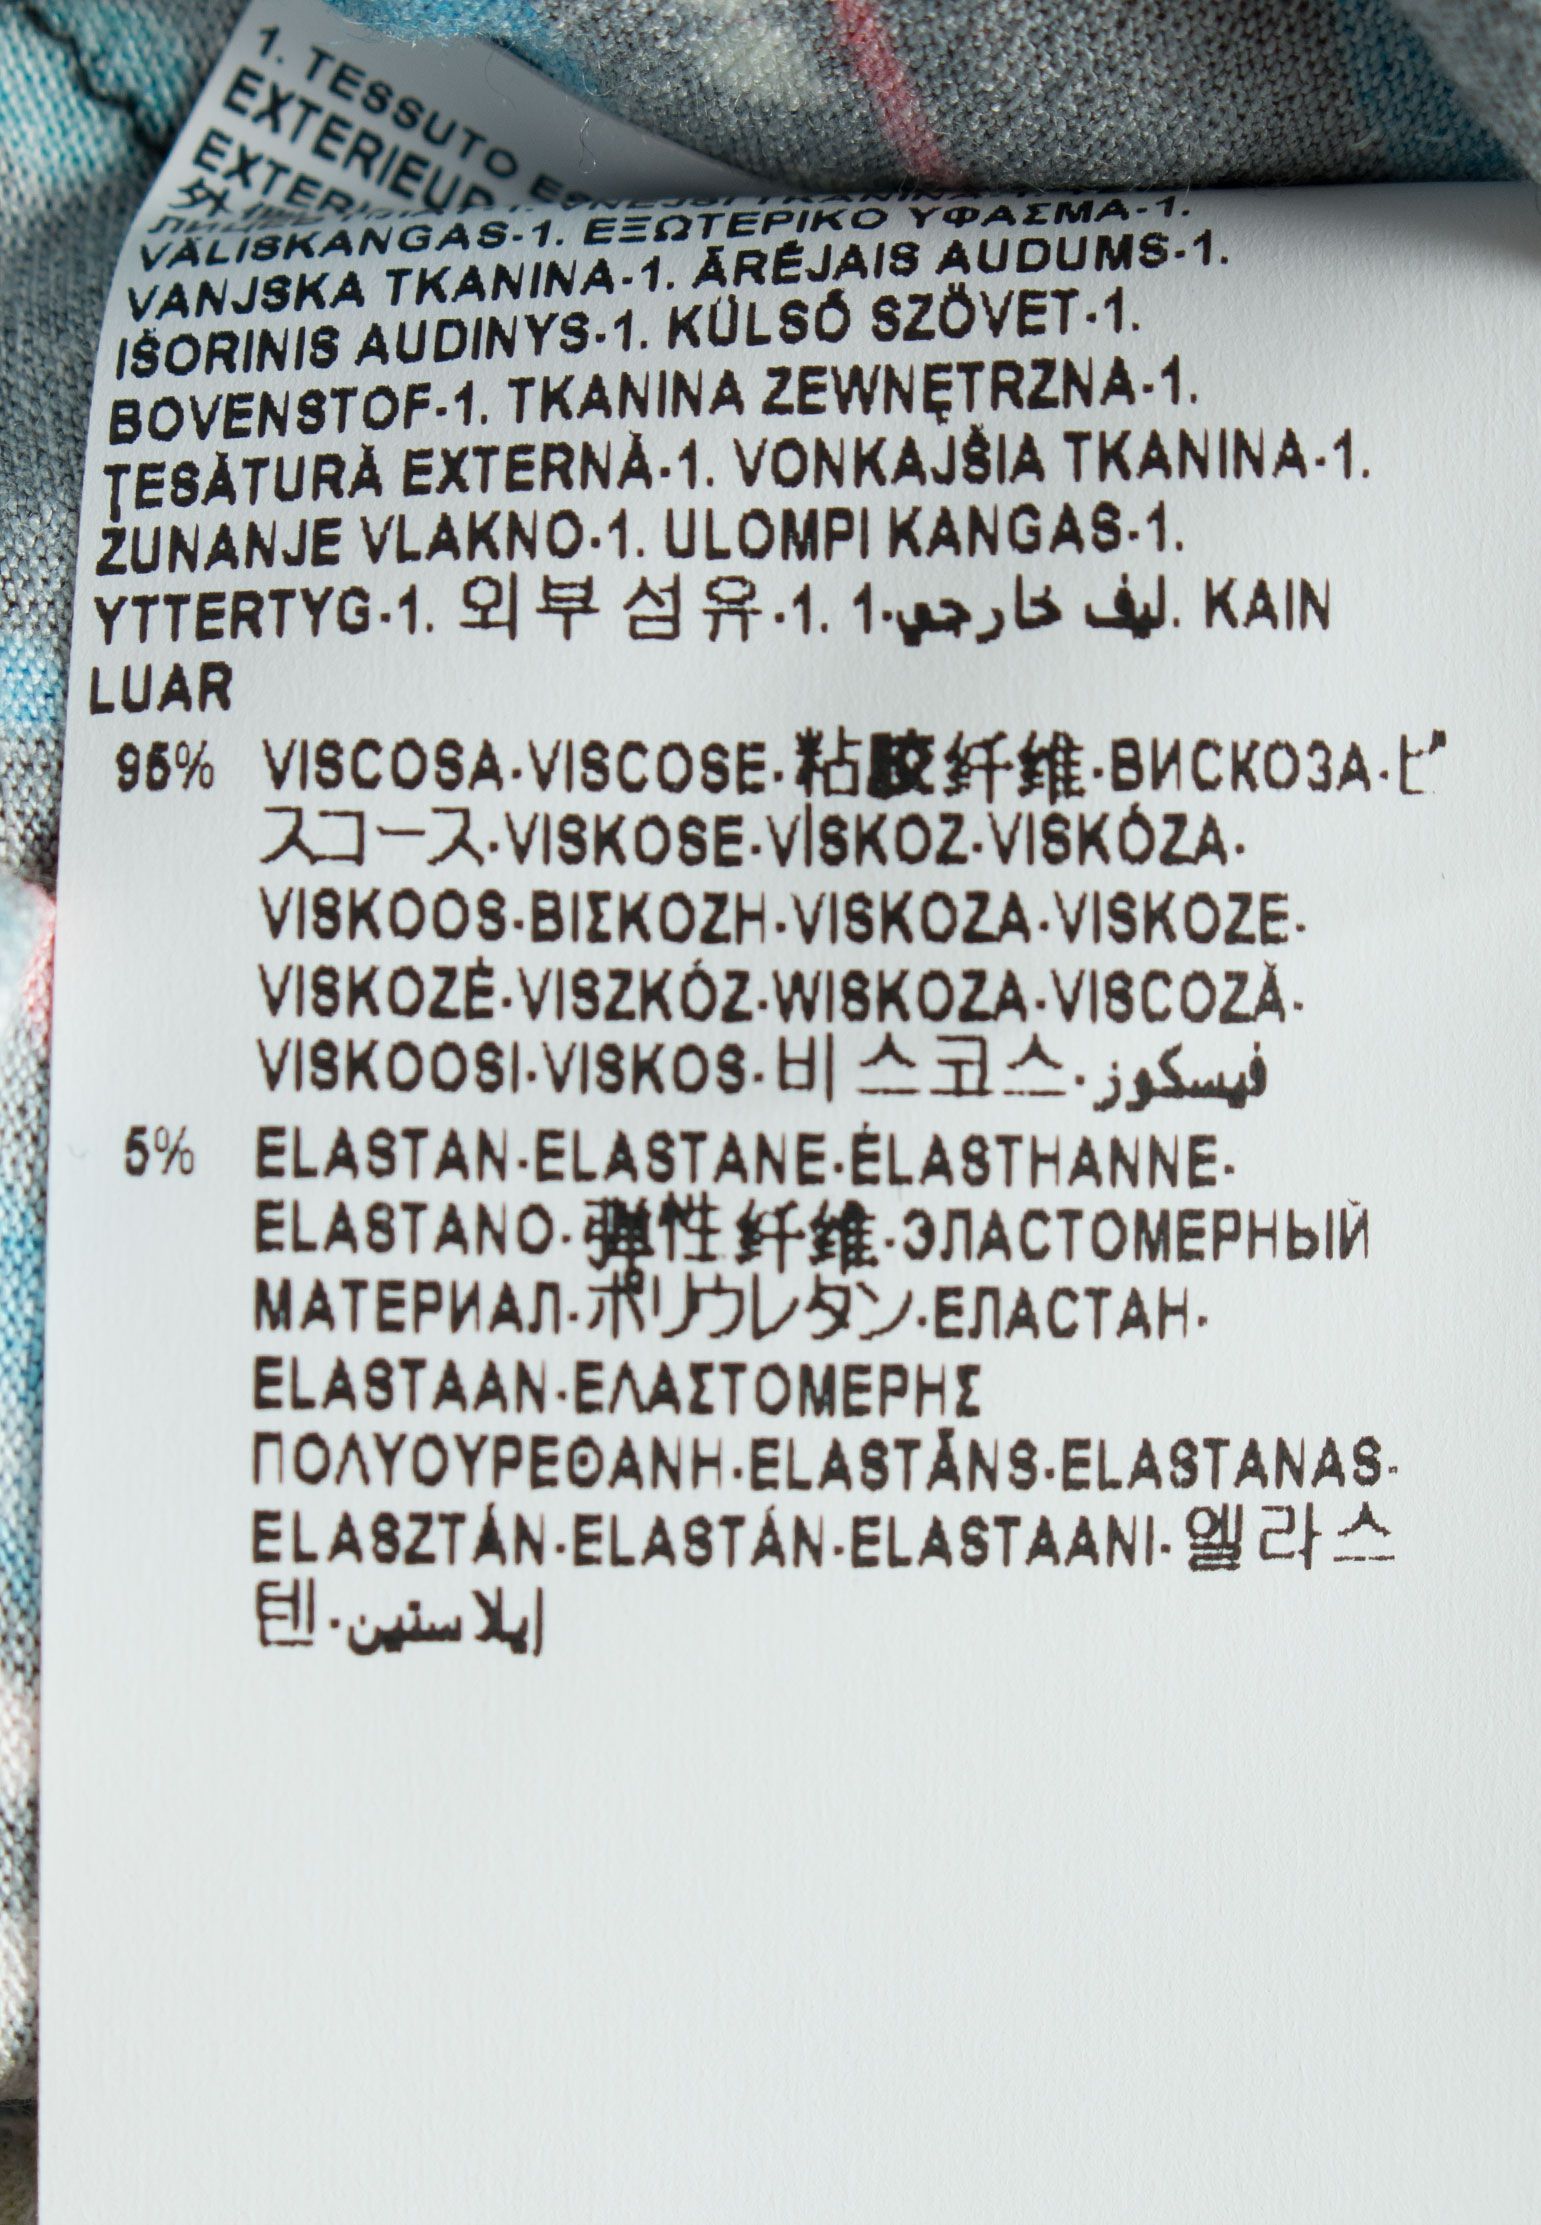 1. TESSUTO
EXTERIEUR
VÄLISKANGAS-1. ΕΞΩΤΕΡΙΚΟ ΥΦΑΣΜΑ-1.
VANJSKA TKANINA-1. ĀRĒJAIS AUDUMS-1.
IŠORINIS AUDINYS-1. KÜLSŐ SZÖVET-1.
BOVENSTOF-1. TKANINA ZEWNĘTRZNA-1.
ŢESĂTURĂ EXTERNĂ-1. VONKAJŠIA TKANINA-1.
ZUNANJE VLAKNO-1. ULOMPI KANGAS-1.
YTTERTYG-1. 외부 섬유-1. ليف خارجي-1. KAIN
LUAR
95% VISCOSA-VISCOSE-粘胶纤维-ВИСКОЗА-ビ
スコース-VISKOSE-VİSKOZ-VISKÓZA-
VISKOOS-ΒΙΣΚΟΖΗ-VISKOZA-VISKOZE-
VISKOZĖ-VISZKÓZ-WISKOZA-VISCOZĂ-
VISKOOSI-VISKOS-비스코스-فيسكوز
5% ELASTAN-ELASTANE-ÉLASTHANNE-
ELASTANO-弹性纤维-ЭЛАСТОМЕРНЫЙ
МАТЕРИАЛ-ポリウレタン-ЕЛАСТАН-
ELASTAAN-ΕΛΑΣΤΟΜΕΡΗΣ
ΠΟΛΥΟΥΡΕΘΑΝΗ-ELASTĀNS-ELASTANAS-
ELASZTÁN-ELASTÁN-ELASTAANI-엘라스
텐-إيلاستين